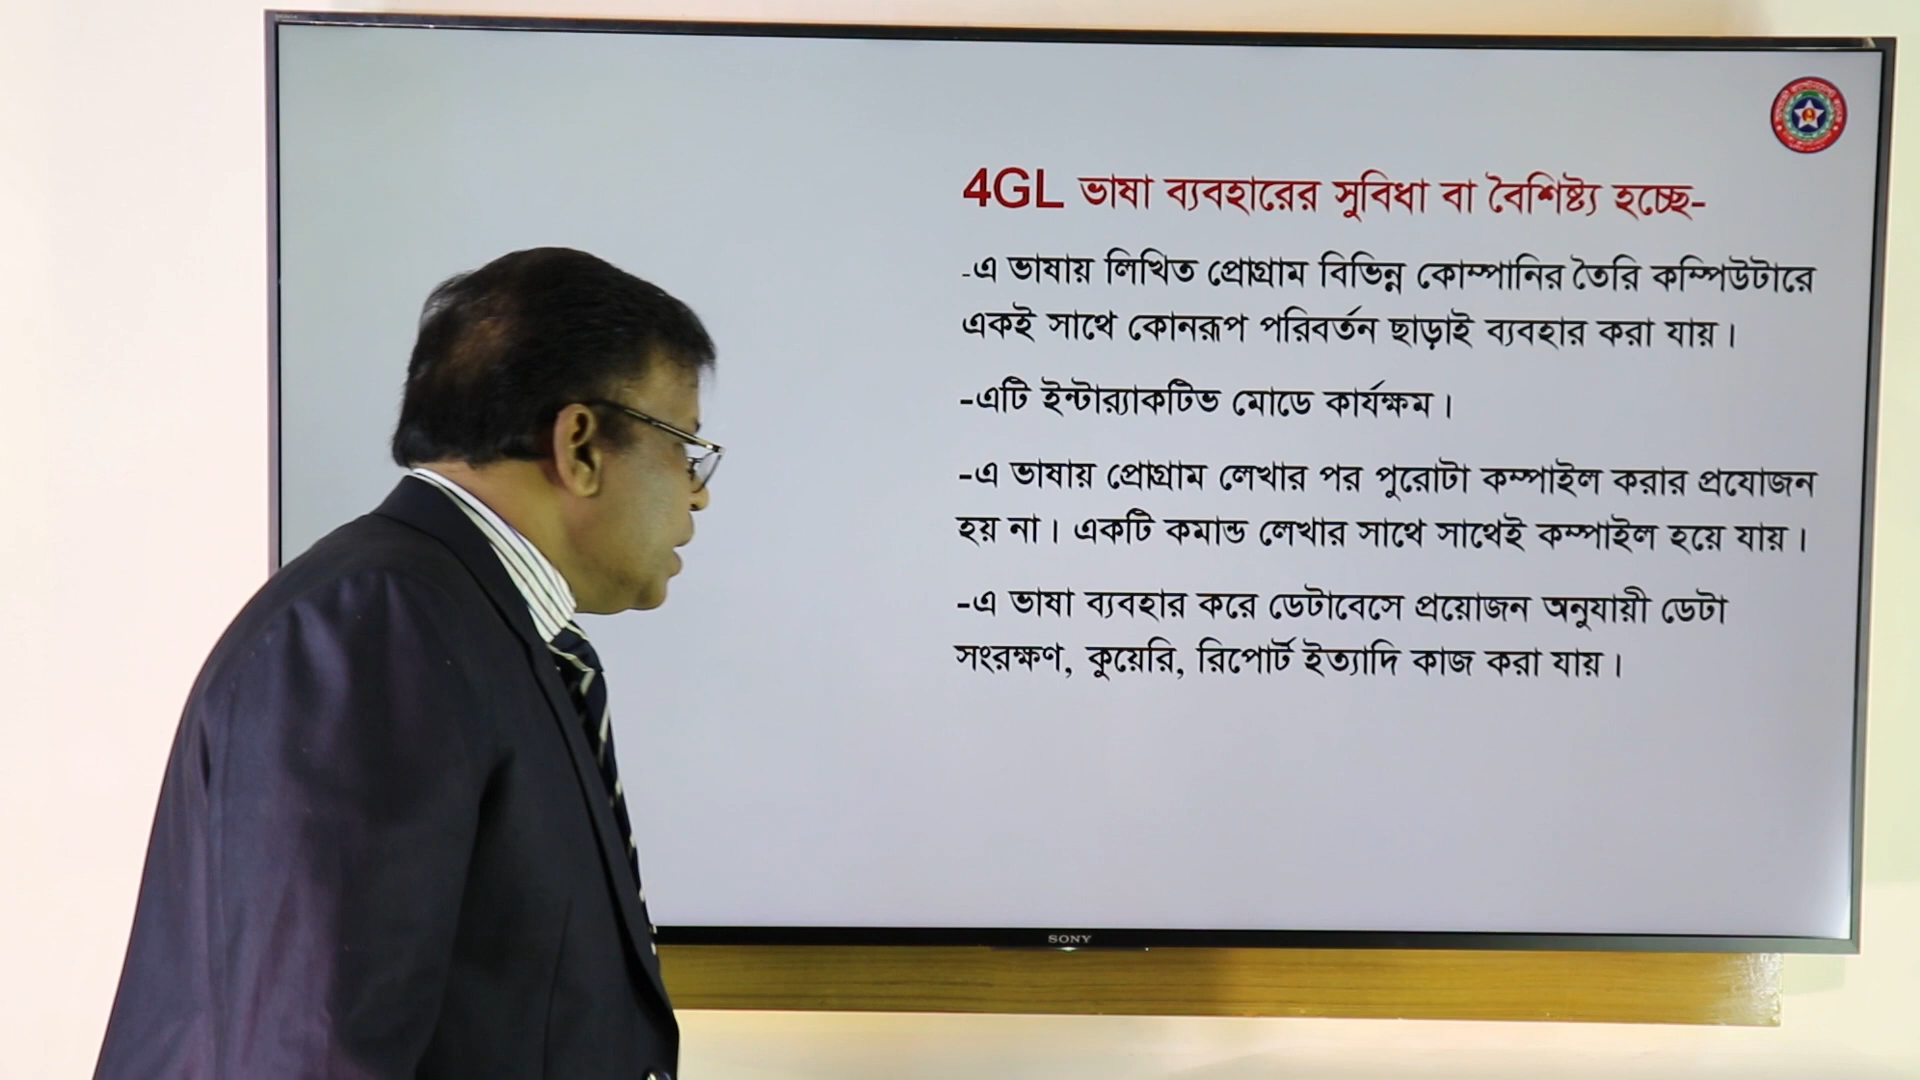 4GL ভাষা ব্যবহারের সুবিধা বা বৈশিষ্ট্য হচ্ছে-
-এ ভাষায় লিখিত প্রোগ্রাম বিভিন্ন কোম্পানির তৈরি কম্পিউটারে
একই সাথে কোনরূপ পরিবর্তন ছাড়াই ব্যবহার করা যায়।
-এটি ইন্টার‍্যাকটিভ মোডে কার্যক্ষম।
-এ ভাষায় প্রোগ্রাম লেখার পর পুরোটা কম্পাইল করার প্রযোজন
হয় না। একটি কমান্ড লেখার সাথে সাথেই কম্পাইল হয়ে যায়।
-এ ভাষা ব্যবহার করে ডেটাবেসে প্রয়োজন অনুযায়ী ডেটা
সংরক্ষণ, কুয়েরি, রিপোর্ট ইত্যাদি কাজ করা যায়।
SONY